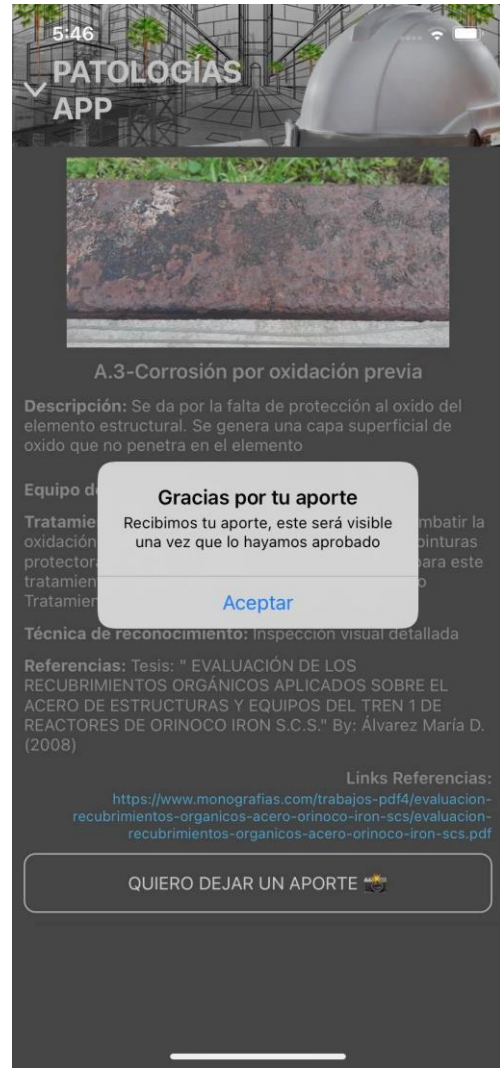 5:46
PATOLOGÍAS
APP
A.3-Corrosión por oxidación previa
Descripción: Se da por la falta de protección al oxido del
elemento estructural. Se genera una capa superficial de
oxido que no penetra en el elemento
Equipo d
Gracias por tu aporte
Recibimos tu aporte, este será visible
una vez que lo hayamos aprobado
Aceptar
Tratamie mbatir la
oxidación pinturas
protectora para este
tratamien o
Tratamien
Técnica de reconocimiento: Inspección visual detallada
Referencias: Tesis: " EVALUACIÓN DE LOS
RECUBRIMIENTOS ORGÁNICOS APLICADOS SOBRE EL
ACERO DE ESTRUCTURAS Y EQUIPOS DEL TREN 1 DE
REACTORES DE ORINOCO IRON S.C.S." By: Álvarez María D.
(2008)
Links Referencias:
https://www.monografias.com/trabajos-pdf4/evaluacion-
recubrimientos-organicos-acero-orinoco-iron-scs/evaluacion-
recubrimientos-organicos-acero-orinoco-iron-scs.pdf
QUIERO DEJAR UN APORTE 📸